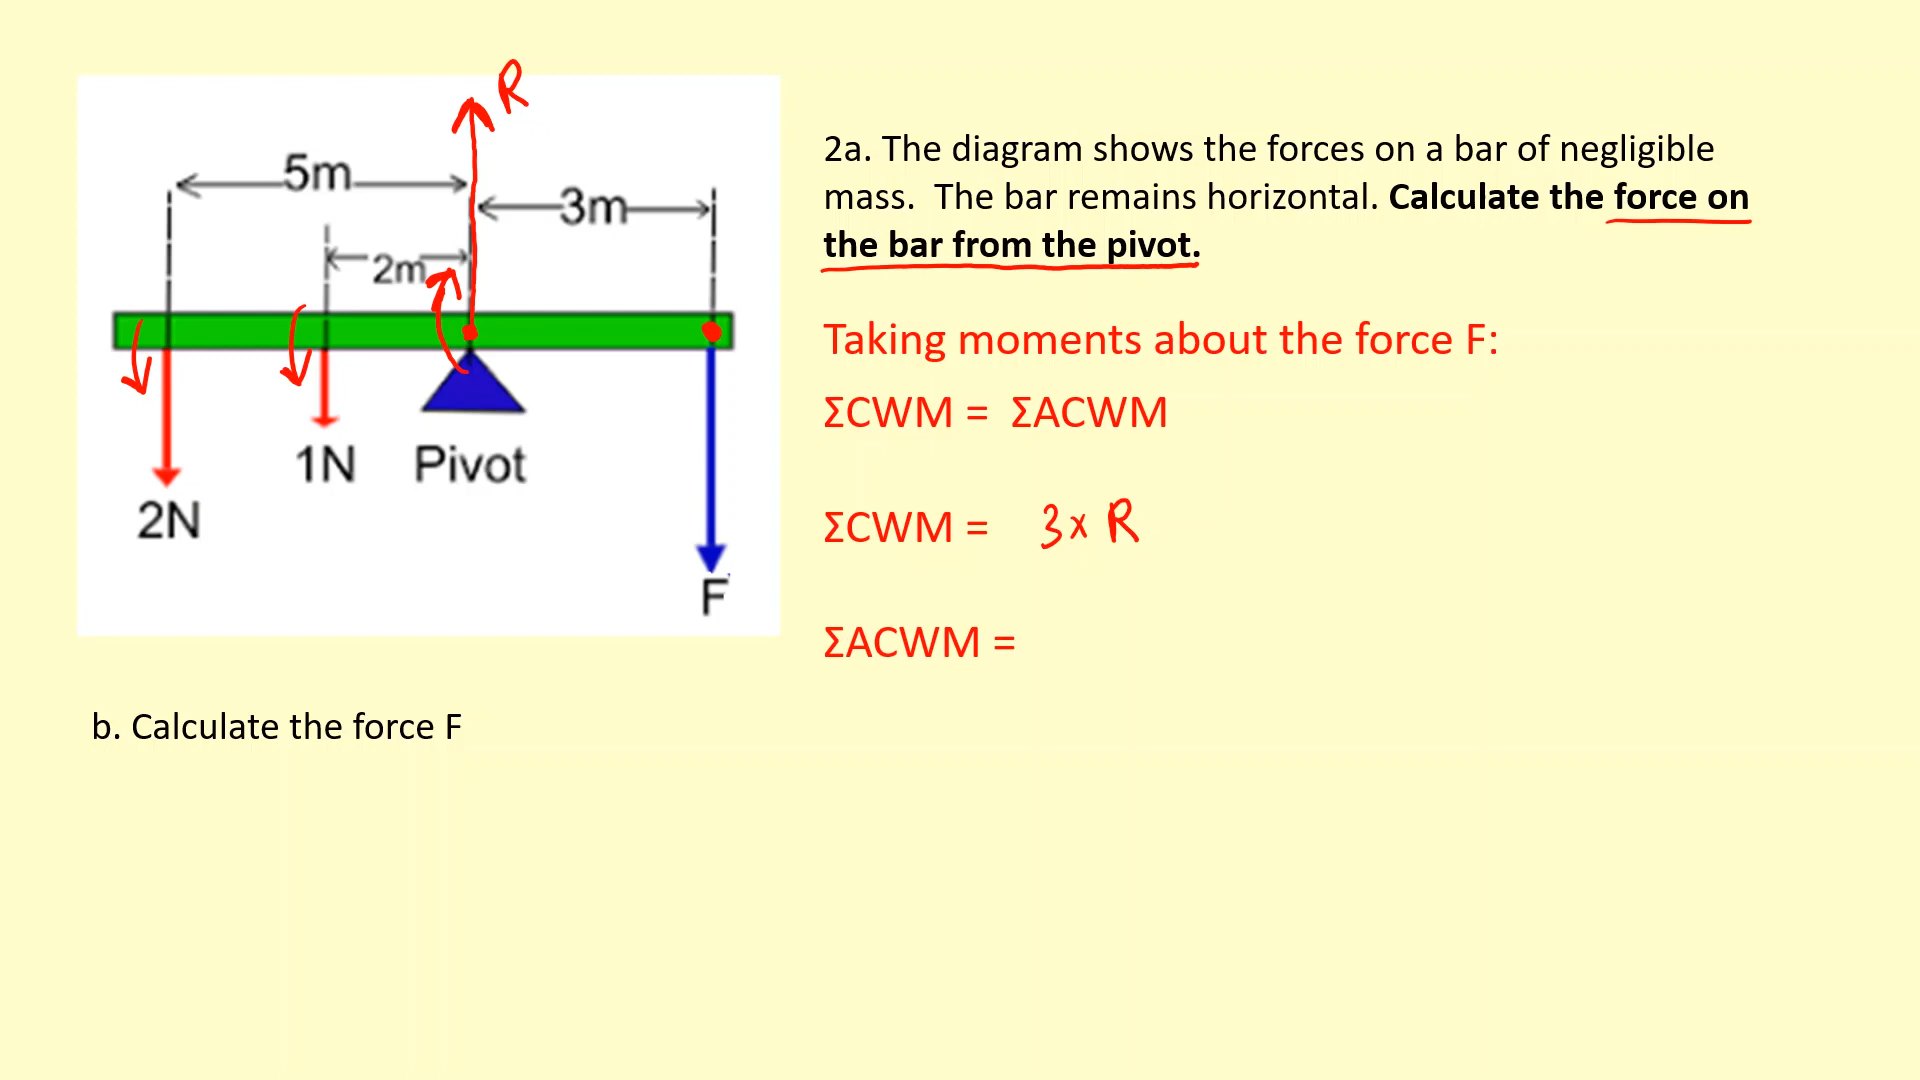 R
5m
3m
2m
1N
Pivot
2N
F
2a. The diagram shows the forces on a bar of negligible
mass. The bar remains horizontal. Calculate the force on
the bar from the pivot.
Taking moments about the force F:
ΣCWM = ΣACWM
ΣCWM = 3 x R
ΣACWM =
b. Calculate the force F